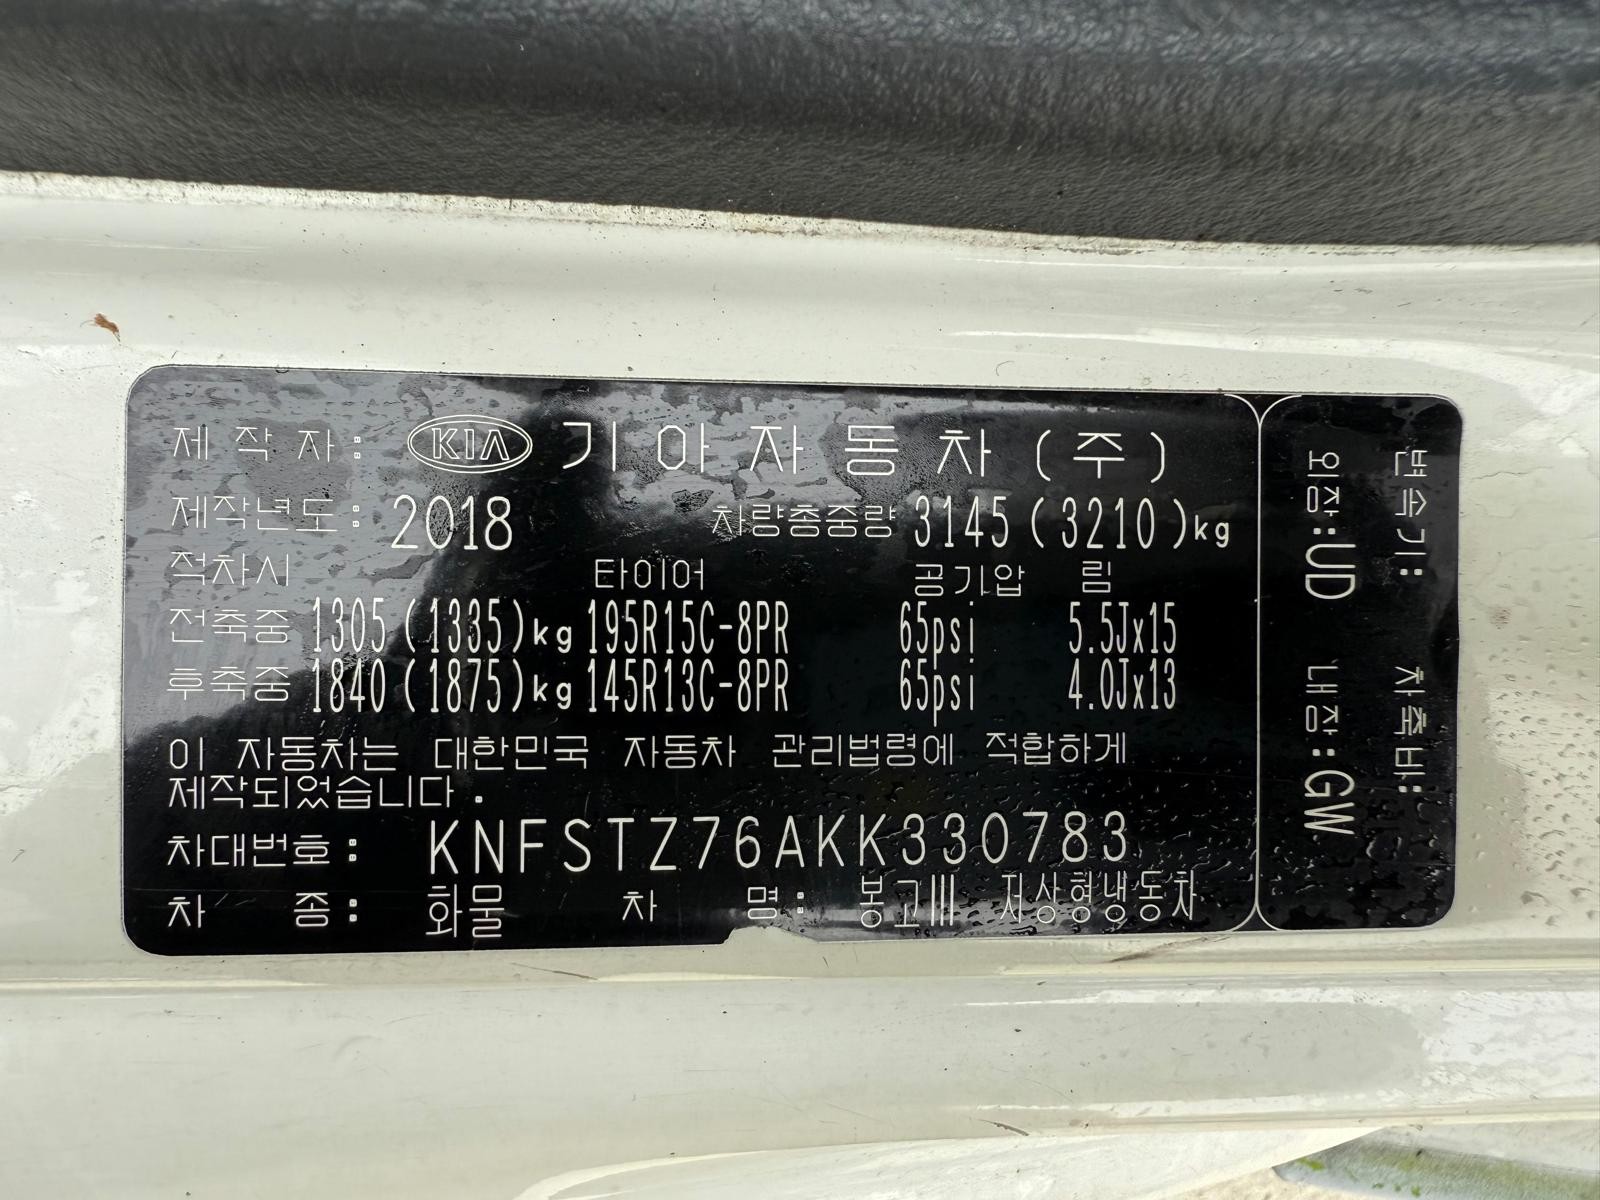 제 작 자: KIA 기아자동차(주)
제작년도: 2018 차량총중량 3145(3210)kg
적차시 타이어 공기압 림
전축중 1305(1335)kg 195R15C-8PR 65psi 5.5Jx15
후축중 1840(1875)kg 145R13C-8PR 65psi 4.0Jx13
이 자동차는 대한민국 자동차 관리법령에 적합하게
제작되었습니다.
차대번호: KNFSTZ76AKK330783
차 종: 화물 차 명: 봉고III 저상형냉동차
변속기: 차축비:
외장:UD 내장:GW